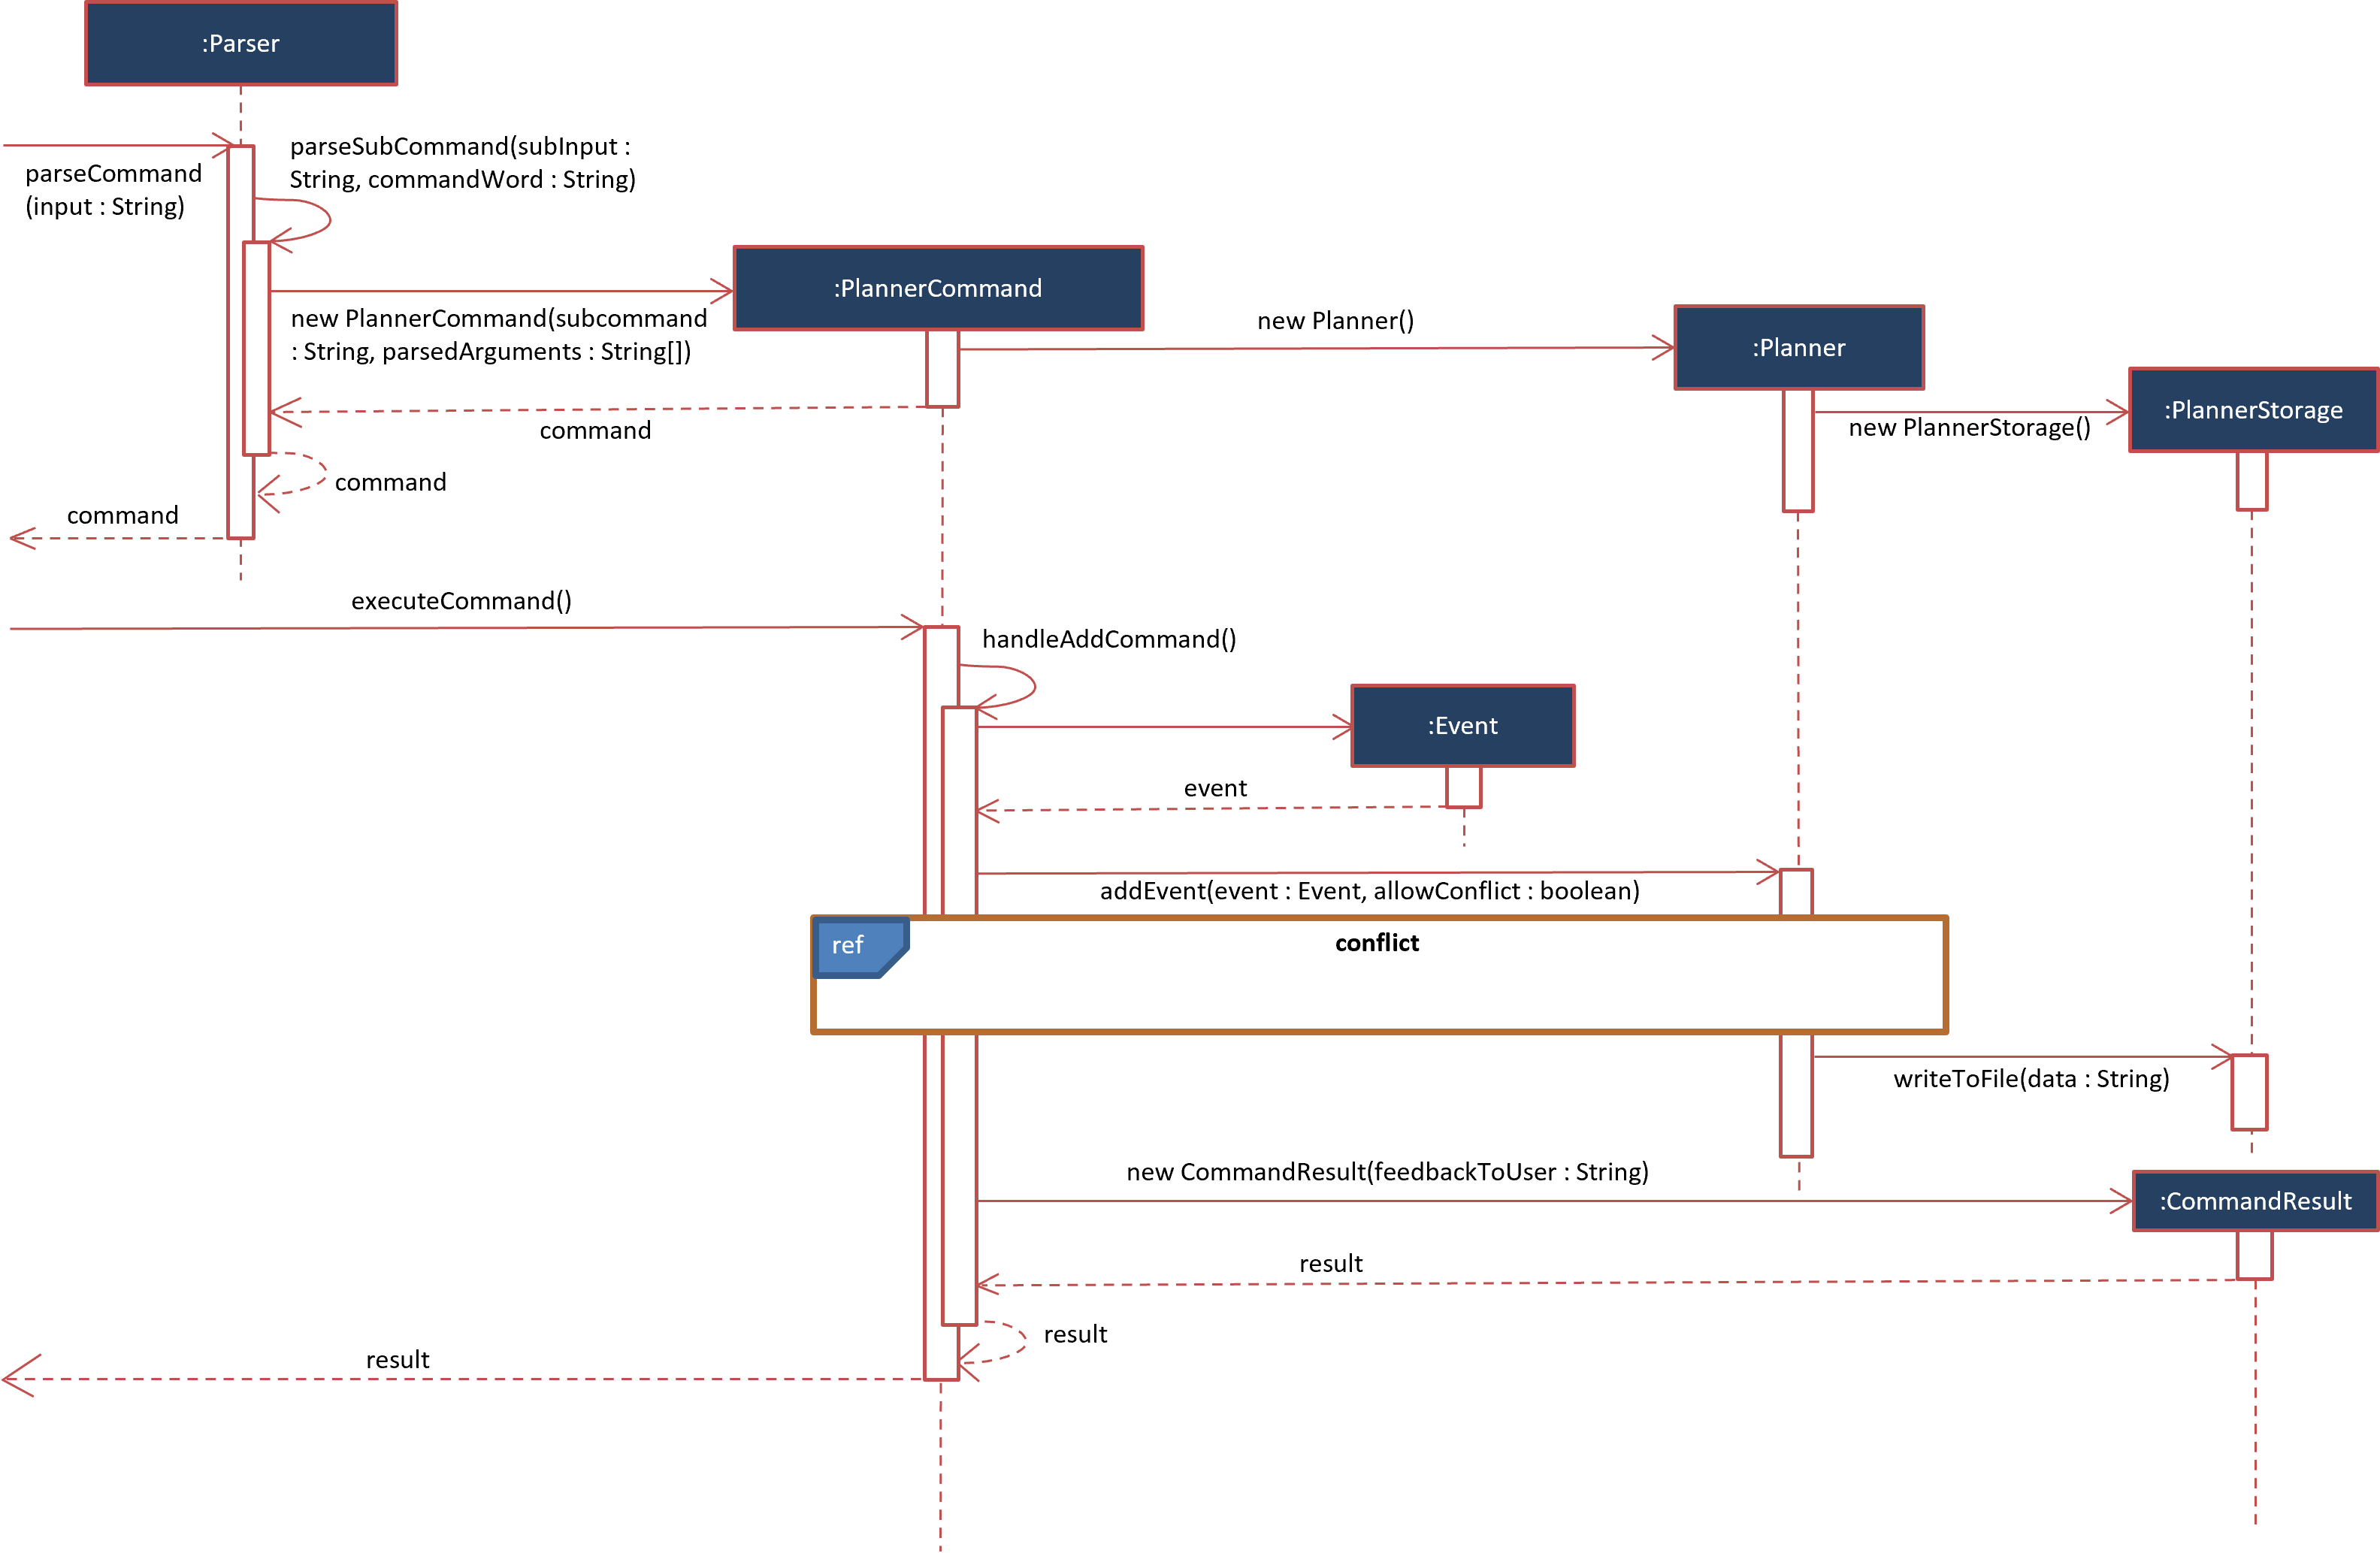 :Parser
parseCommand
(input : String)
parseSubCommand(subInput :
String, commandWord : String)
:PlannerCommand
new PlannerCommand(subcommand
: String, parsedArguments : String[])
new Planner()
:Planner
:PlannerStorage
new PlannerStorage()
command
command
command
executeCommand()
handleAddCommand()
:Event
event
addEvent(event : Event, allowConflict : boolean)
ref
conflict
writeToFile(data : String)
new CommandResult(feedbackToUser : String)
:CommandResult
result
result
result